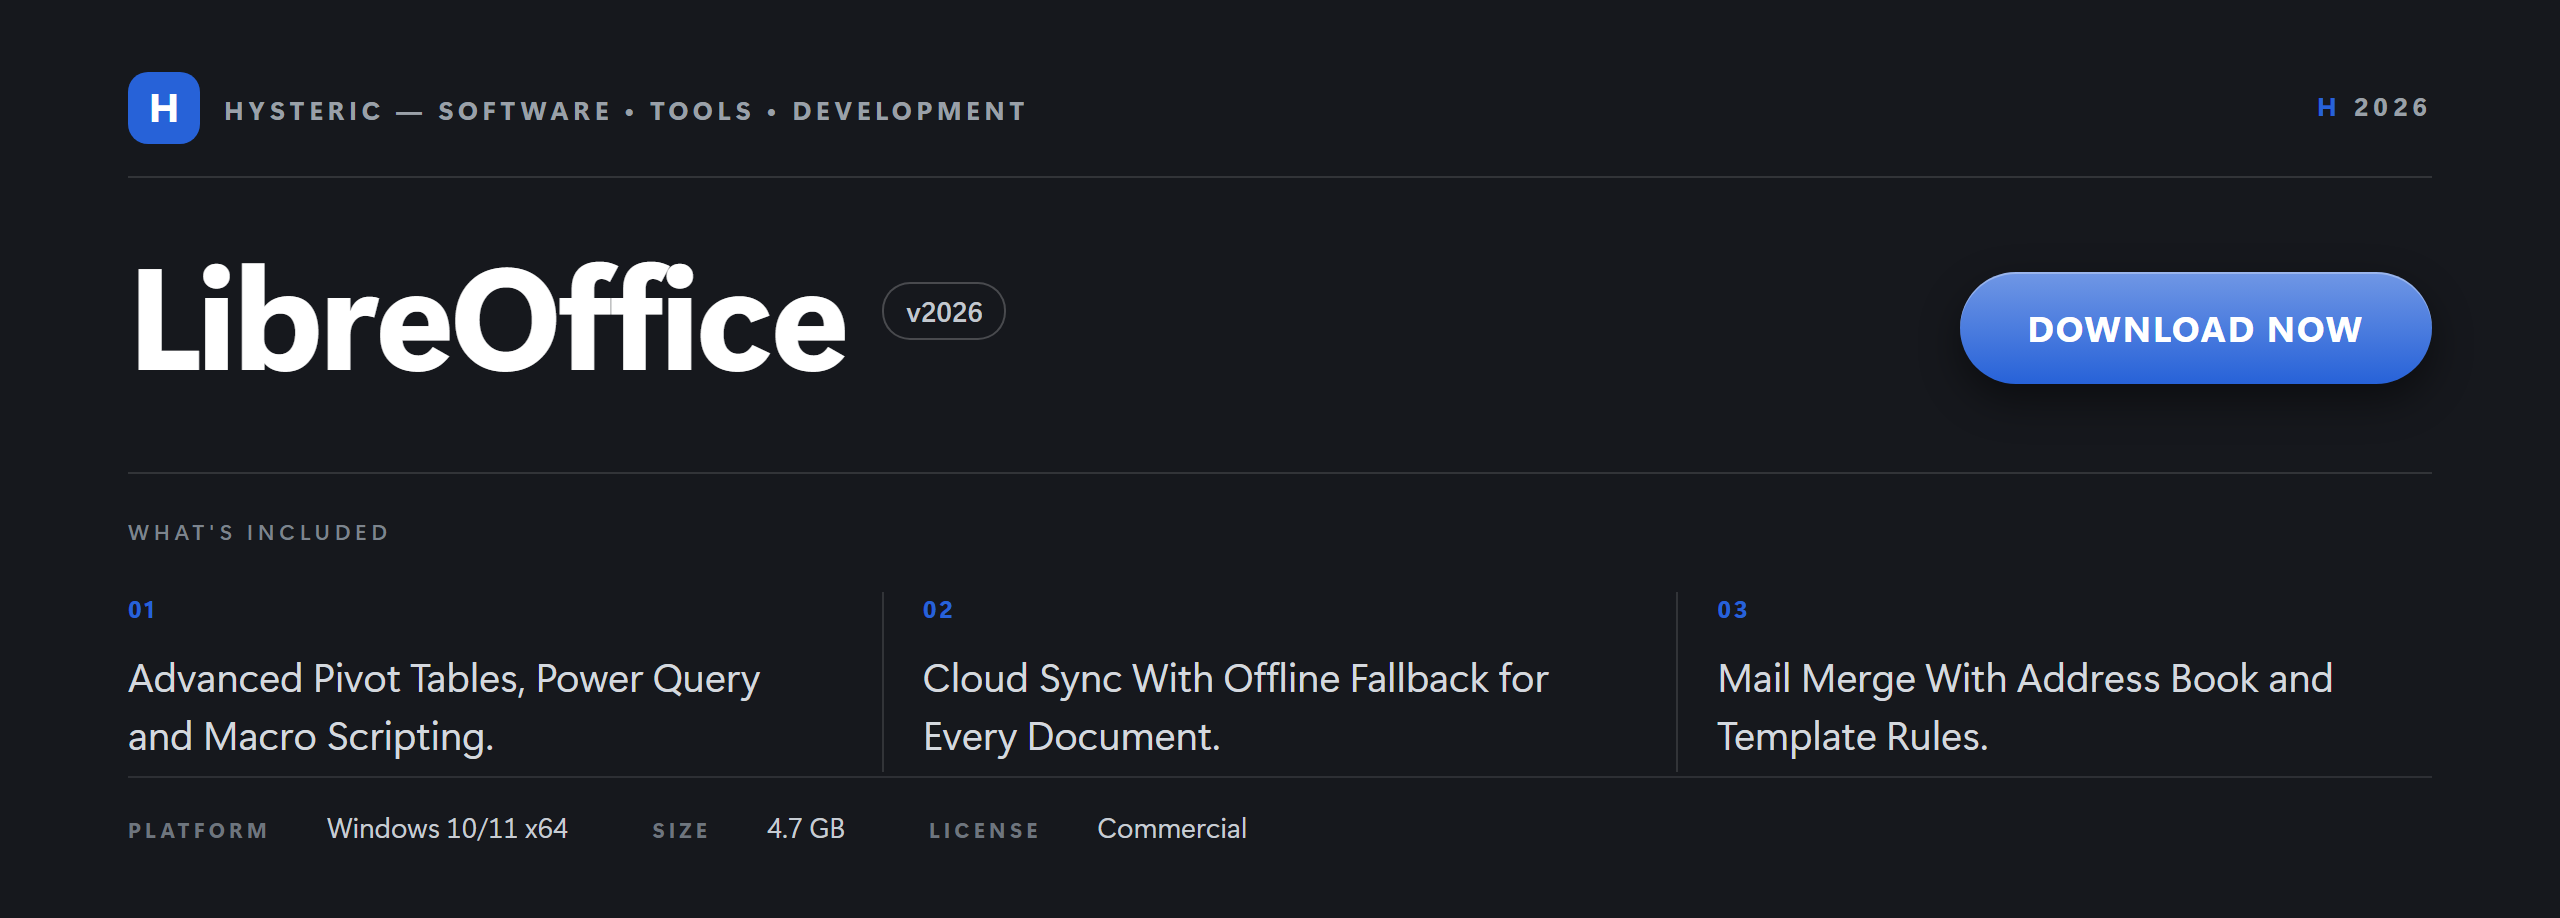 H HYSTERIC — SOFTWARE • TOOLS • DEVELOPMENT
H 2026
LibreOffice v2026
DOWNLOAD NOW
WHAT'S INCLUDED
01
Advanced Pivot Tables, Power Query
and Macro Scripting.
02
Cloud Sync With Offline Fallback for
Every Document.
03
Mail Merge With Address Book and
Template Rules.
PLATFORM Windows 10/11 x64 SIZE 4.7 GB LICENSE Commercial